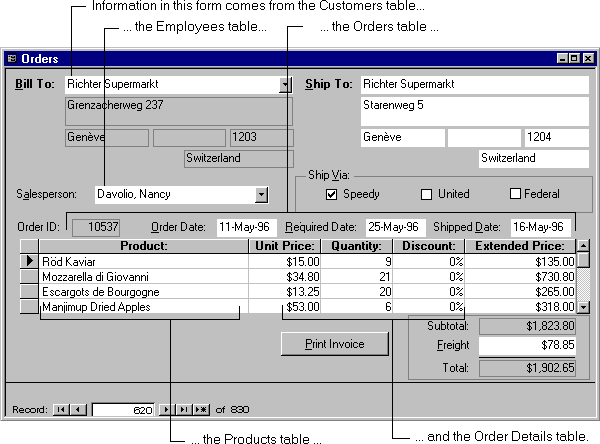 Information in this form comes from the Customers table...
... the Employees table...
... the Orders table ...
Orders
Bill To: Richter Supermarkt
Ship To: Richter Supermarkt
Grenzacherweg 237
Starenweg 5
Genève 1203
Genève 1204
Switzerland
Switzerland
Ship Via:
Salesperson: Davolio, Nancy
Speedy United Federal
Order ID: 10537 Order Date: 11-May-96 Required Date: 25-May-96 Shipped Date: 16-May-96
Product: Unit Price: Quantity: Discount: Extended Price:
Röd Kaviar $15.00 9 0% $135.00
Mozzarella di Giovanni $34.80 21 0% $730.80
Escargots de Bourgogne $13.25 20 0% $265.00
Manjimup Dried Apples $53.00 6 0% $318.00
Subtotal: $1,823.80
Print Invoice
Freight $78.85
Total: $1,902.65
Record: 620 of 830
... the Products table ...
... and the Order Details table.